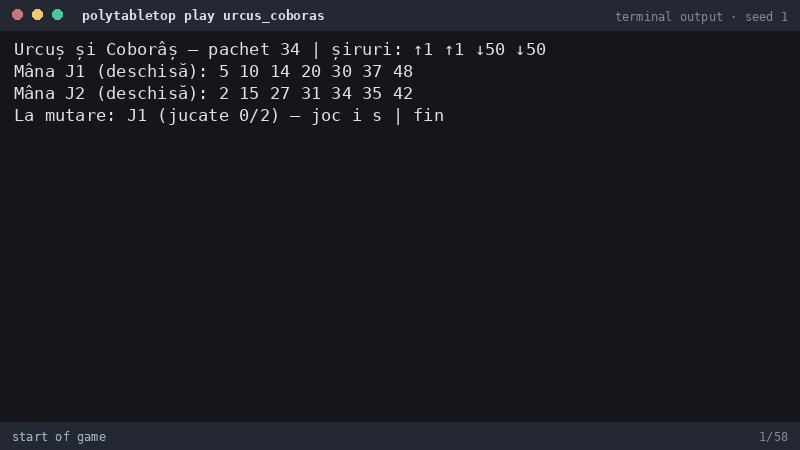 polytabletop play urcus_coboras
terminal output · seed 1
Urcuș și Coborâș — pachet 34 | șiruri: ↑1 ↑1 ↓50 ↓50
Mâna J1 (deschisă): 5 10 14 20 30 37 48
Mâna J2 (deschisă): 2 15 27 31 34 35 42
La mutare: J1 (jucate 0/2) — joc i s | fin
start of game
1/58